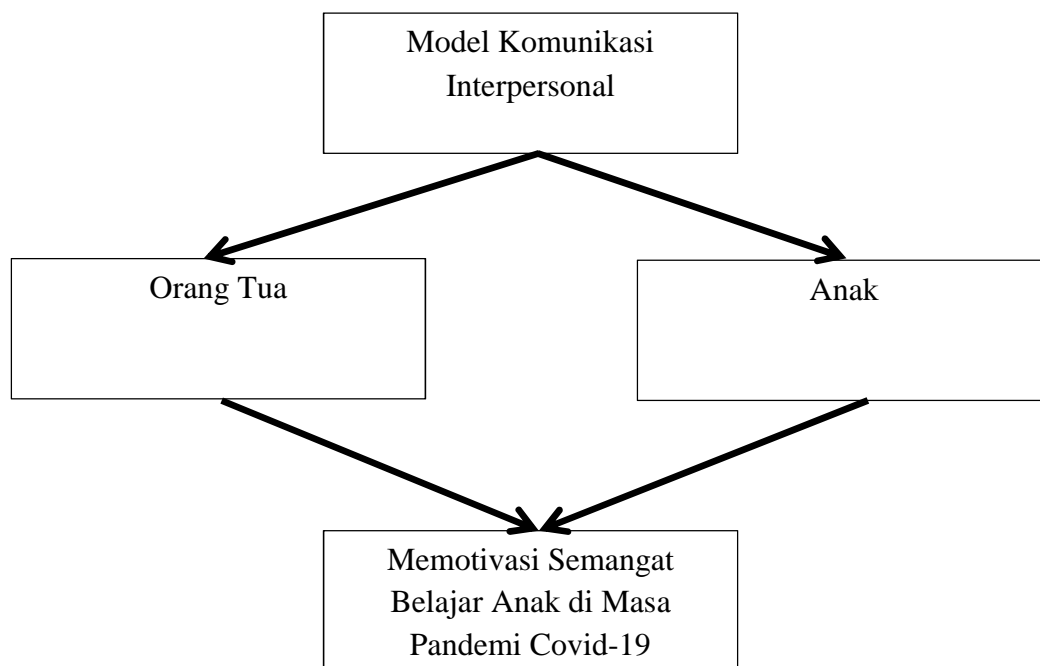 Model Komunikasi
Interpersonal
Orang Tua
Anak
Memotivasi Semangat
Belajar Anak di Masa
Pandemi Covid-19